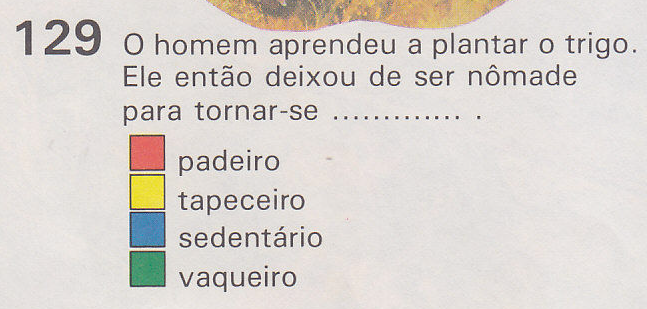 129 O homem aprendeu a plantar o trigo.
Ele então deixou de ser nômade
para tornar-se ............. .
padeiro
tapeceiro
sedentário
vaqueiro